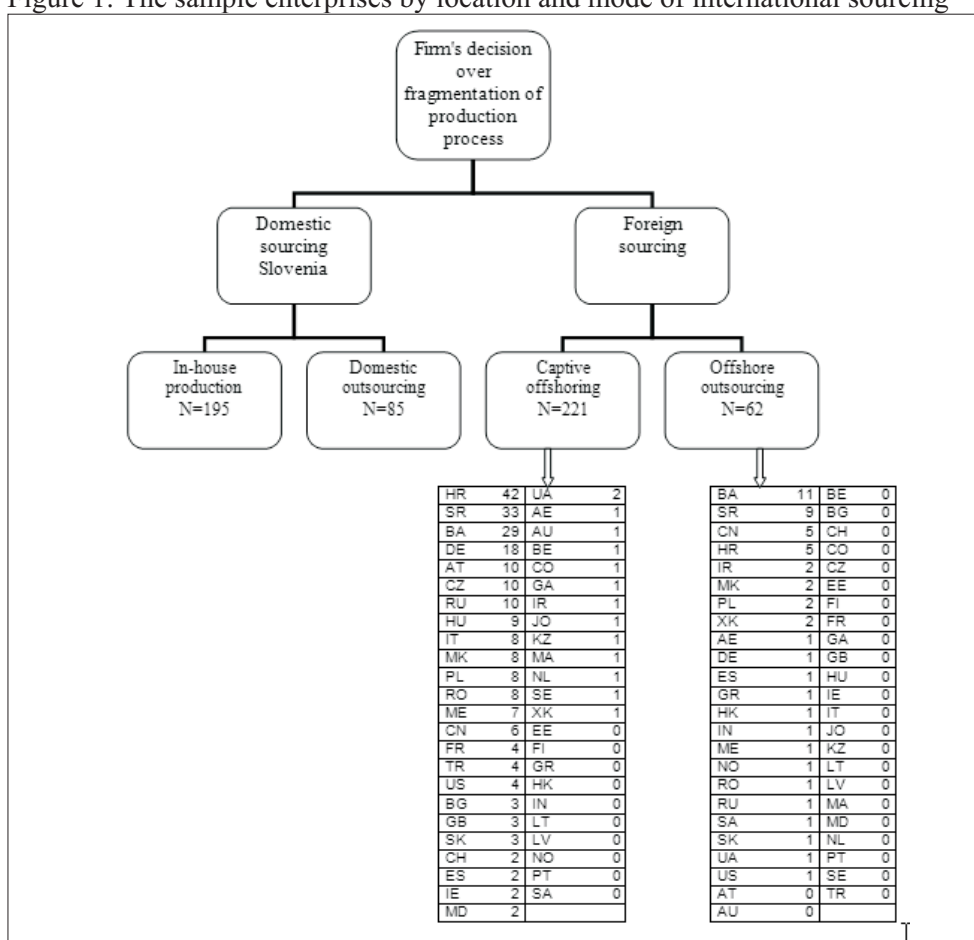 Figure 1: The sample enterprises by location and mode of international sourcing
Firm's decision
over
fragmentation of
production
process
Domestic
sourcing
Slovenia
Foreign
sourcing
In-house
production
N=195
Domestic
outsourcing
N=85
Captive
offshoring
N=221
Offshore
outsourcing
N=62
HR 42 UA 2
SR 33 AE 1
BA 29 AU 1
DE 18 BE 1
AT 10 CO 1
CZ 10 GA 1
RU 10 IR 1
HU 9 JO 1
IT 8 KZ 1
MK 8 MA 1
PL 8 NL 1
RO 8 SE 1
ME 7 XK 1
CN 6 EE 0
FR 4 FI 0
TR 4 GR 0
US 4 HK 0
BG 3 IN 0
GB 3 LT 0
SK 3 LV 0
CH 2 NO 0
ES 2 PT 0
IE 2 SA 0
MD 2
BA 11 BE 0
SR 9 BG 0
CN 5 CH 0
HR 5 CO 0
IR 2 CZ 0
MK 2 EE 0
PL 2 FI 0
XK 2 FR 0
AE 1 GA 0
DE 1 GB 0
ES 1 HU 0
GR 1 IE 0
HK 1 IT 0
IN 1 JO 0
ME 1 KZ 0
NO 1 LT 0
RO 1 LV 0
RU 1 MA 0
SA 1 MD 0
SK 1 NL 0
UA 1 PT 0
US 1 SE 0
AT 0 TR 0
AU 0